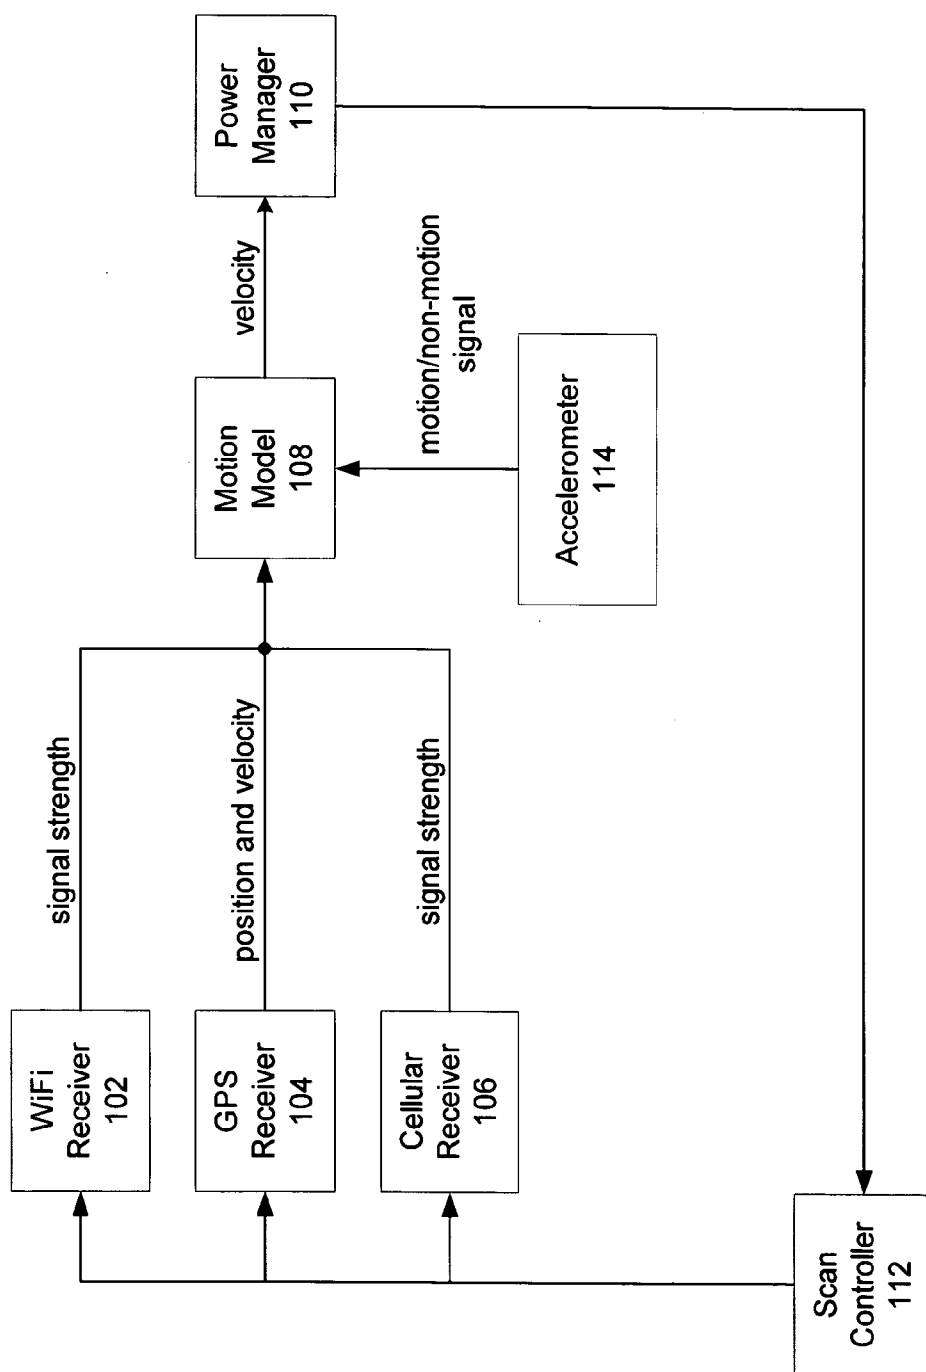 WiFi
Receiver
102
signal strength
GPS
Receiver
104
position and velocity
Cellular
Receiver
106
signal strength
Motion
Model
108
velocity
Power
Manager
110
motion/non-motion
signal
Accelerometer
114
Scan
Controller
112